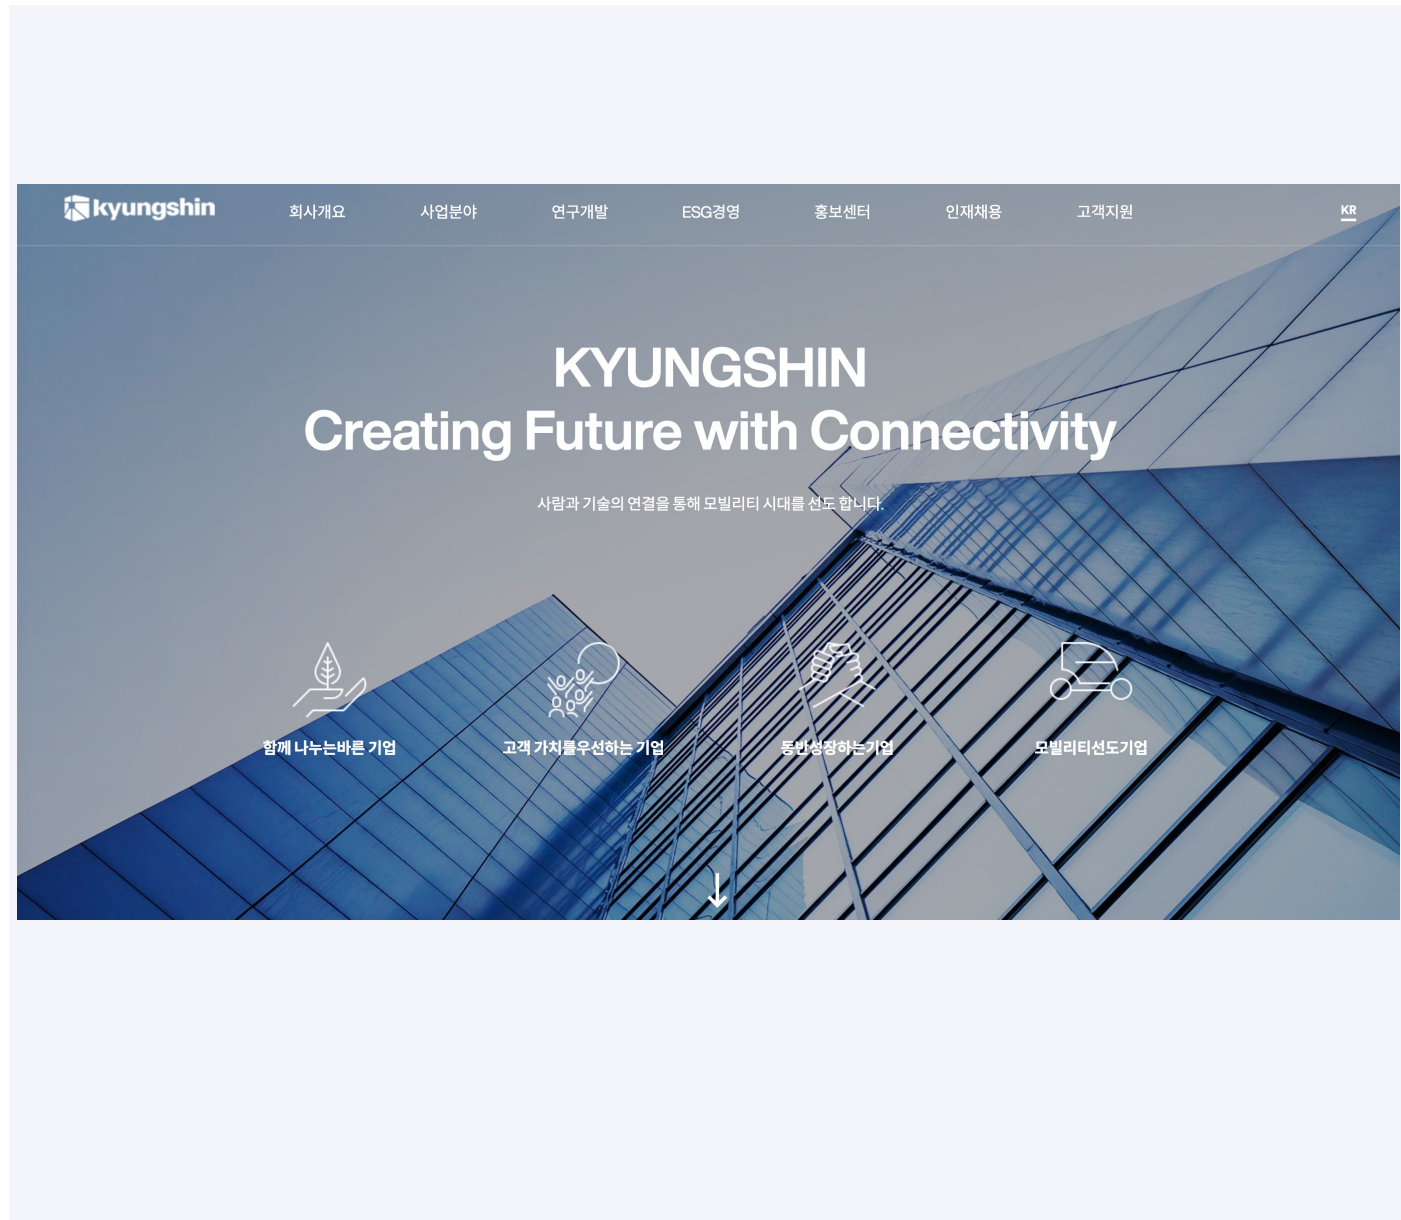 kyungshin
회사개요
사업분야
연구개발
ESG경영
홍보센터
인재채용
고객지원
KR
KYUNGSHIN
Creating Future with Connectivity
사람과 기술의 연결을 통해 모빌리티 시대를 선도 합니다.
함께 나누는바른 기업
고객 가치를우선하는 기업
동반성장하는기업
모빌리티선도기업